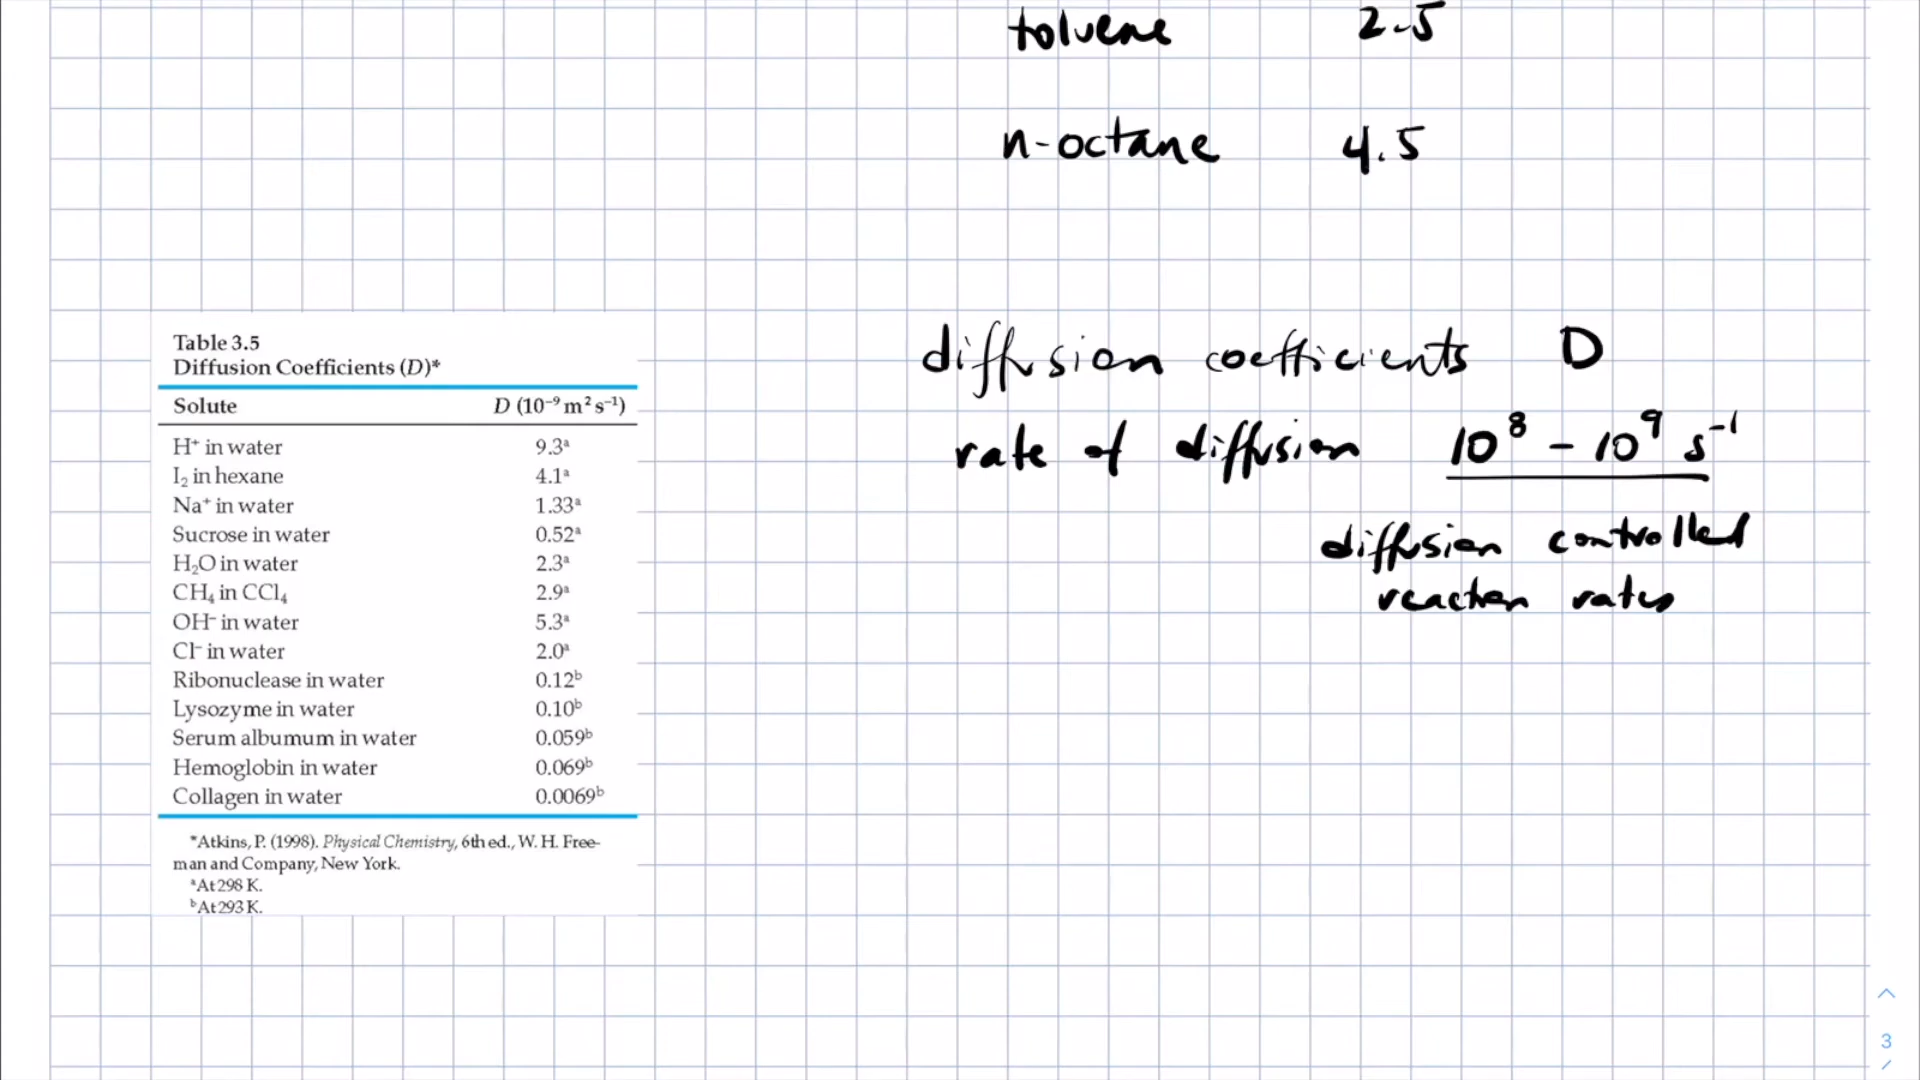 toluene 2.5
n-octane 4.5
Table 3.5
Diffusion Coefficients (D)*
Solute D (10⁻⁹ m² s⁻¹)
H⁺ in water 9.3ᵃ
I₂ in hexane 4.1ᵃ
Na⁺ in water 1.33ᵃ
Sucrose in water 0.52ᵃ
H₂O in water 2.3ᵃ
CH₄ in CCl₄ 2.9ᵃ
OH⁻ in water 5.3ᵃ
Cl⁻ in water 2.0ᵃ
Ribonuclease in water 0.12ᵇ
Lysozyme in water 0.10ᵇ
Serum albumum in water 0.059ᵇ
Hemoglobin in water 0.069ᵇ
Collagen in water 0.0069ᵇ
*Atkins, P. (1998). Physical Chemistry, 6th ed., W. H. Free-
man and Company, New York.
ᵃAt 298 K.
ᵇAt 293 K.
diffusion coefficients D
rate of diffusion 10⁸ – 10⁹ s⁻¹
diffusion controlled
reaction rates
3